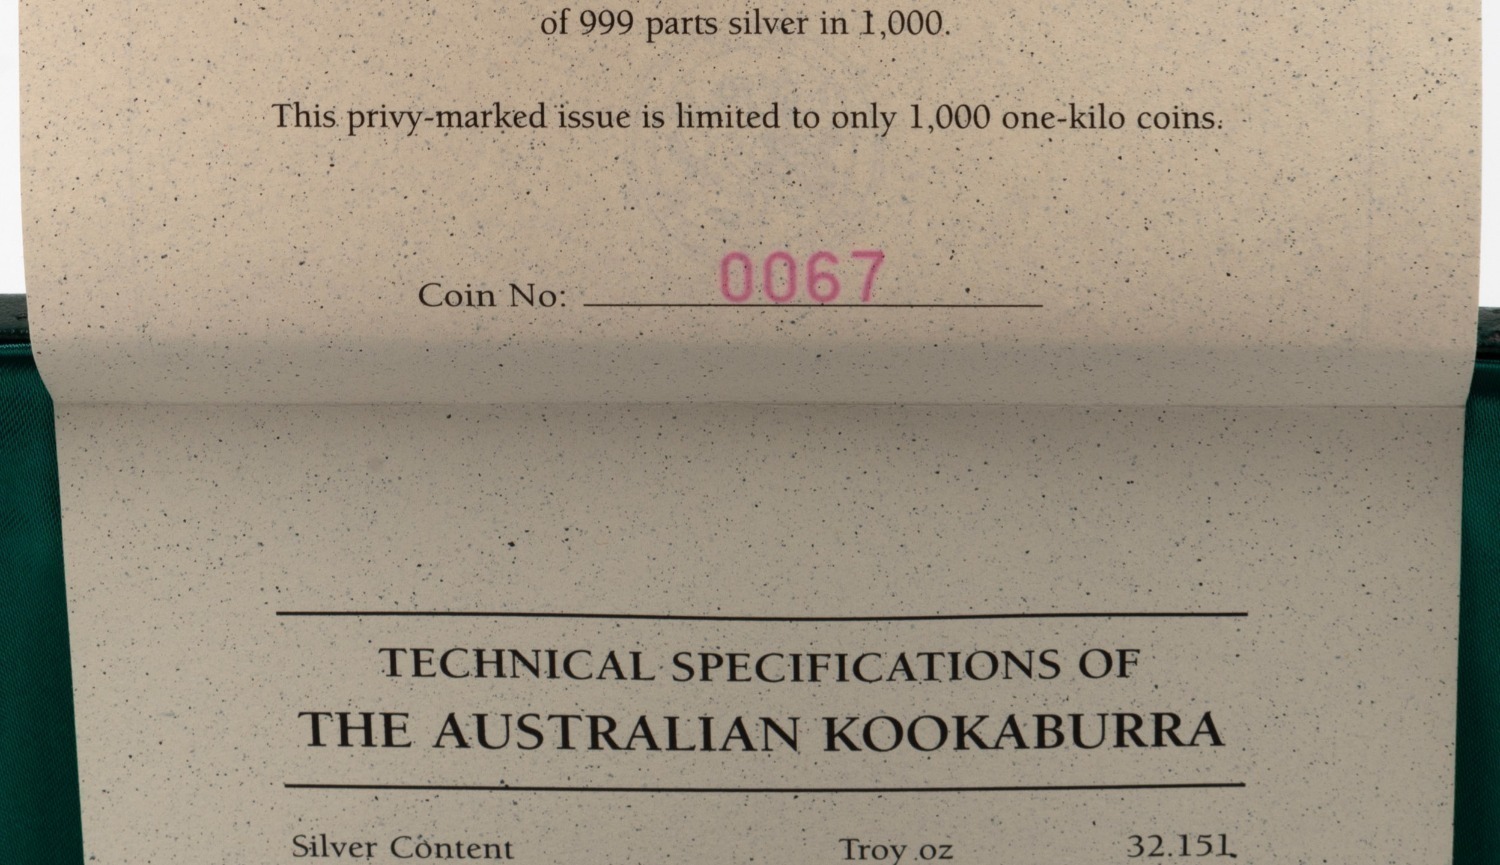 of 999 parts silver in 1,000.
This privy-marked issue is limited to only 1,000 one-kilo coins.
Coin No: 0067
TECHNICAL SPECIFICATIONS OF
THE AUSTRALIAN KOOKABURRA
Silver Content Troy oz 32.151